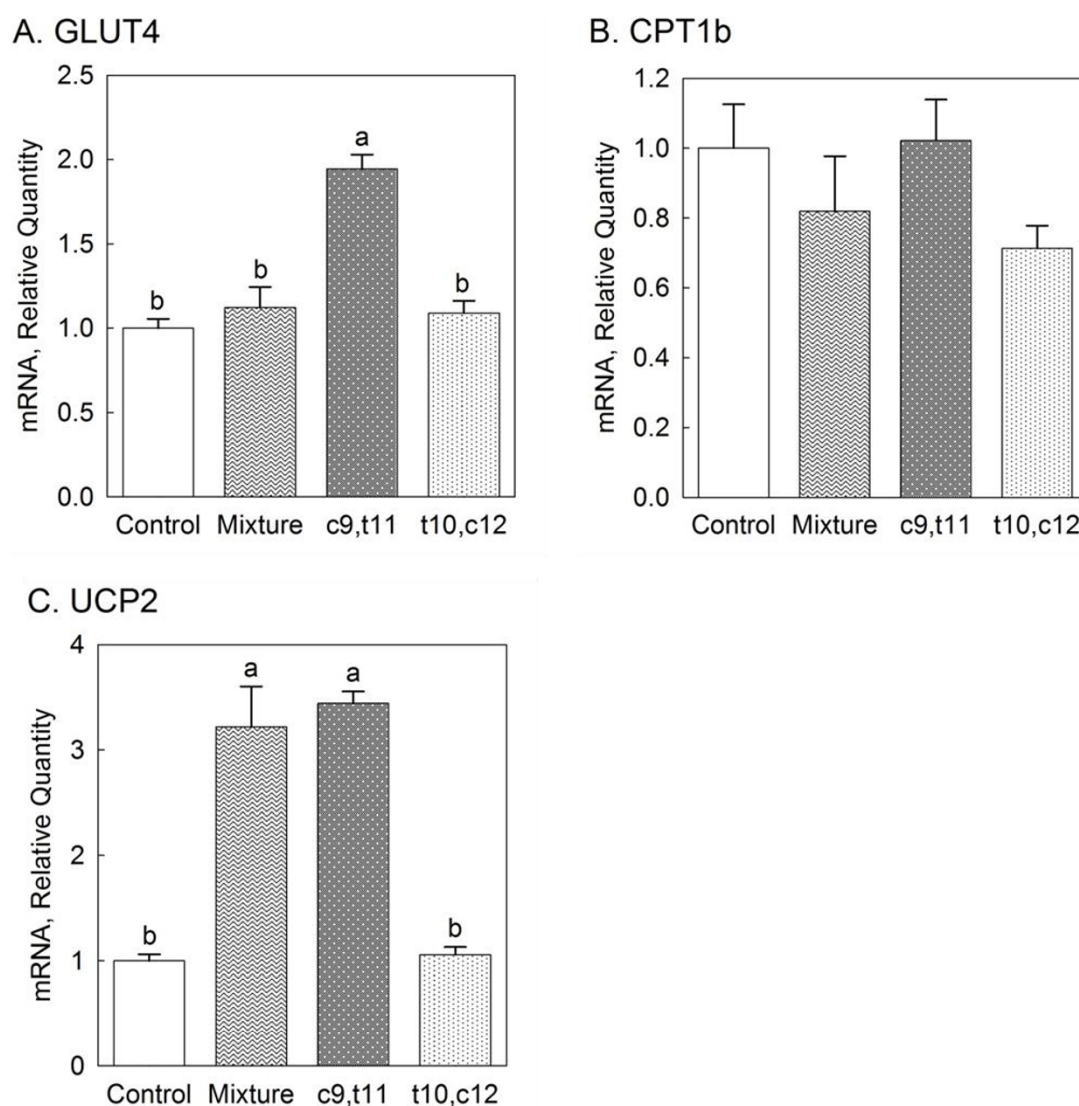 A. GLUT4
mRNA, Relative Quantity
2.5
2.0
1.5
1.0
0.5
0.0
b
b
a
b
Control Mixture c9,t11 t10,c12
B. CPT1b
mRNA, Relative Quantity
1.2
1.0
0.8
0.6
0.4
0.2
0.0
Control Mixture c9,t11 t10,c12
C. UCP2
mRNA, Relative Quantity
4
3
2
1
0
b
a
a
b
Control Mixture c9,t11 t10,c12